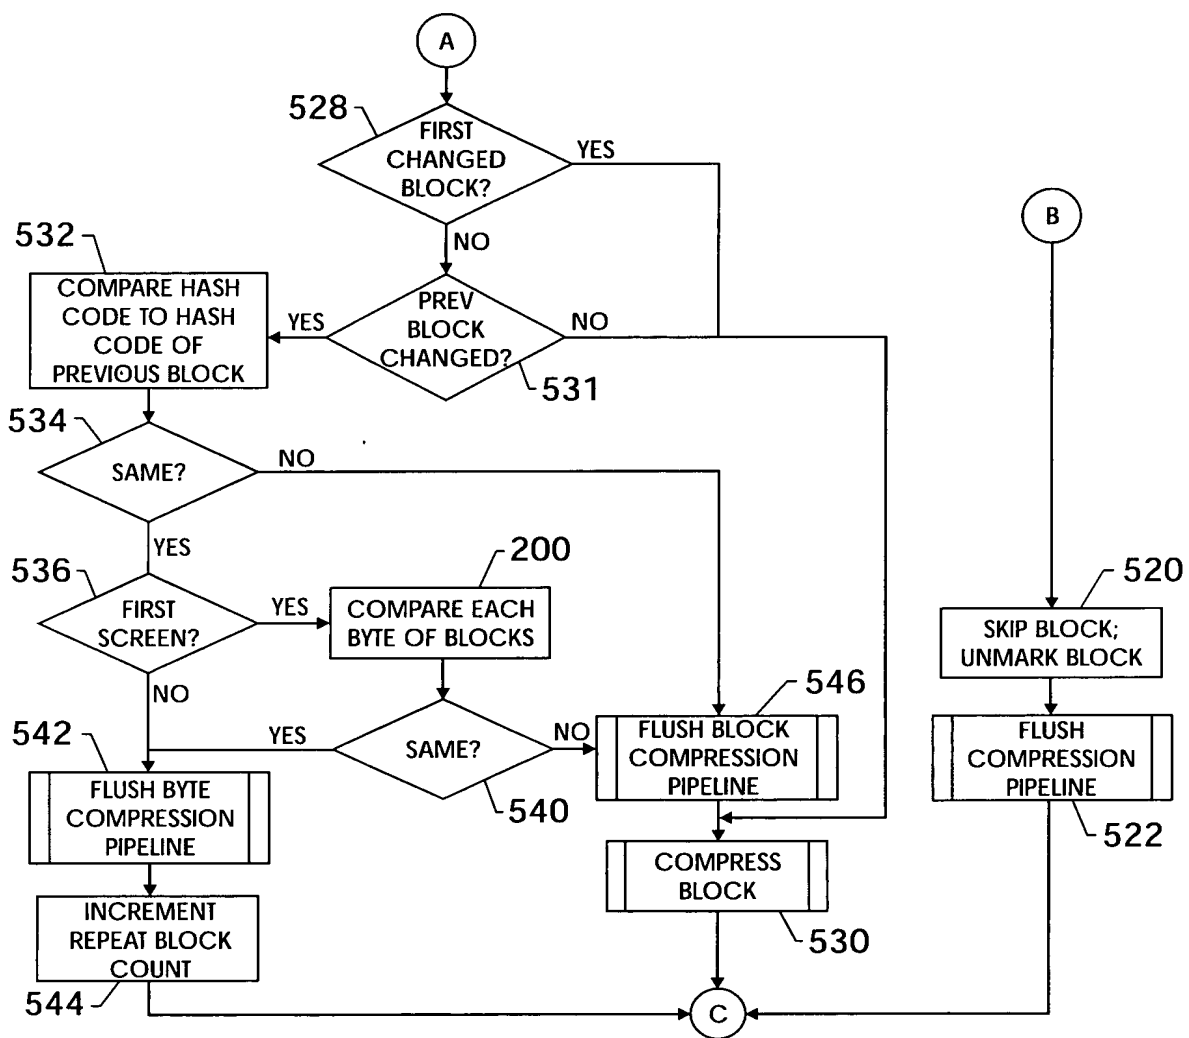 A
528
FIRST
CHANGED
BLOCK?
YES
NO
B
532
COMPARE HASH
CODE TO HASH
CODE OF
PREVIOUS BLOCK
YES
PREV
BLOCK
CHANGED?
NO
531
534
SAME?
NO
YES
536
FIRST
SCREEN?
YES
200
COMPARE EACH
BYTE OF BLOCKS
520
SKIP BLOCK;
UNMARK BLOCK
NO
542
YES
SAME?
NO
540
546
FLUSH BLOCK
COMPRESSION
PIPELINE
FLUSH
COMPRESSION
PIPELINE
522
FLUSH BYTE
COMPRESSION
PIPELINE
COMPRESS
BLOCK
530
INCREMENT
REPEAT BLOCK
COUNT
544
C